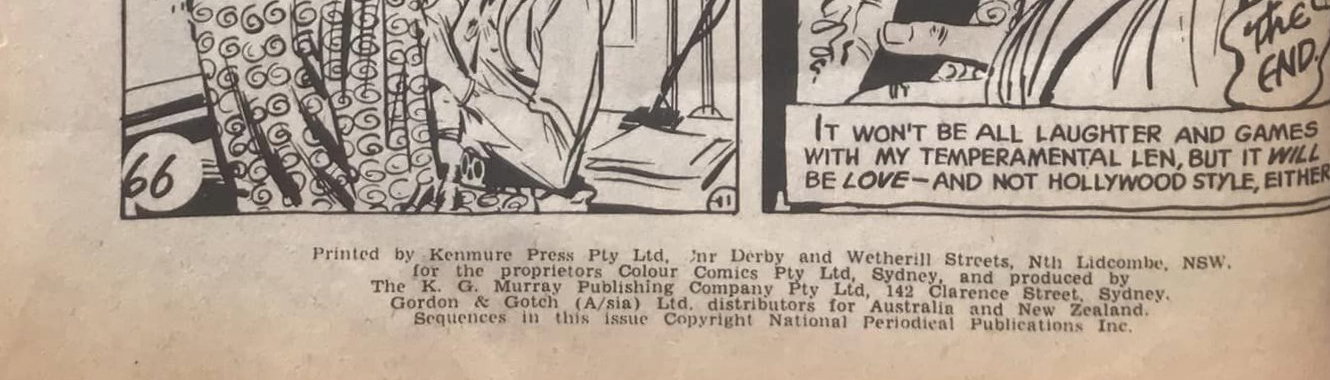 The
END.
IT WON'T BE ALL LAUGHTER AND GAMES
WITH MY TEMPERAMENTAL LEN, BUT IT WILL
BE LOVE—AND NOT HOLLYWOOD STYLE, EITHER
66
Printed by Kenmure Press Pty Ltd, Cnr Derby and Wetherill Streets, Nth Lidcombe, NSW.
for the proprietors Colour Comics Pty Ltd, Sydney, and produced by
The K. G. Murray Publishing Company Pty Ltd, 142 Clarence Street, Sydney.
Gordon & Gotch (A/sia) Ltd. distributors for Australia and New Zealand.
Sequences in this issue Copyright National Periodical Publications Inc.